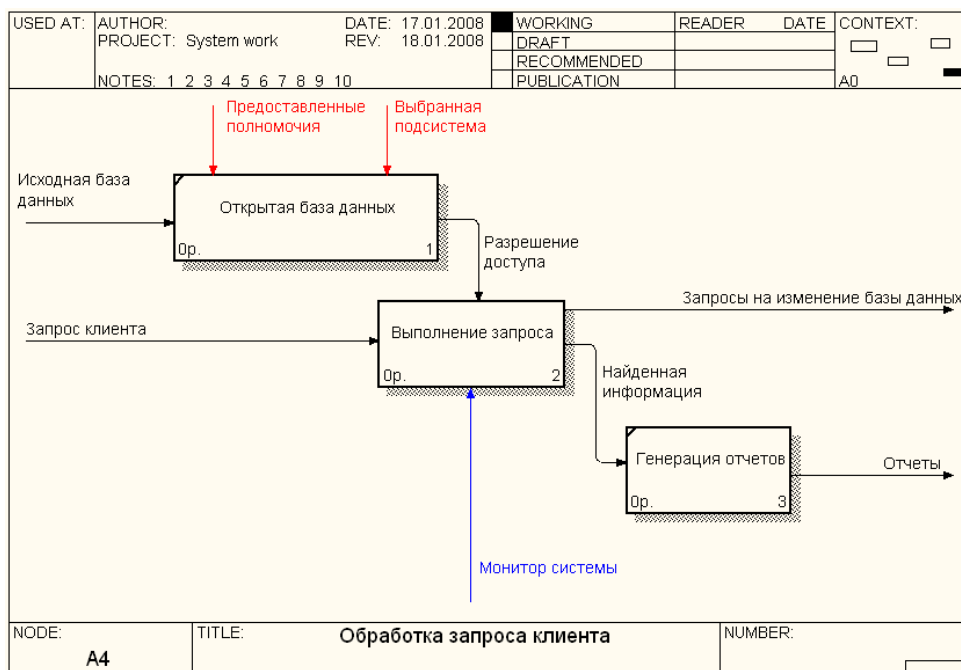 USED AT:
AUTHOR:
DATE: 17.01.2008
PROJECT: System work
REV: 18.01.2008
NOTES: 1 2 3 4 5 6 7 8 9 10
WORKING
DRAFT
RECOMMENDED
PUBLICATION
READER DATE
CONTEXT:
A0
Предоставленные
полномочия
Выбранная
подсистема
Исходная база
данных
Открытая база данных
0р. 1
Разрешение
доступа
Запросы на изменение базы данных
Запрос клиента
Выполнение запроса
0р. 2
Найденная
информация
Генерация отчетов
0р. 3
Отчеты
Монитор системы
NODE:
A4
TITLE:
Обработка запроса клиента
NUMBER: